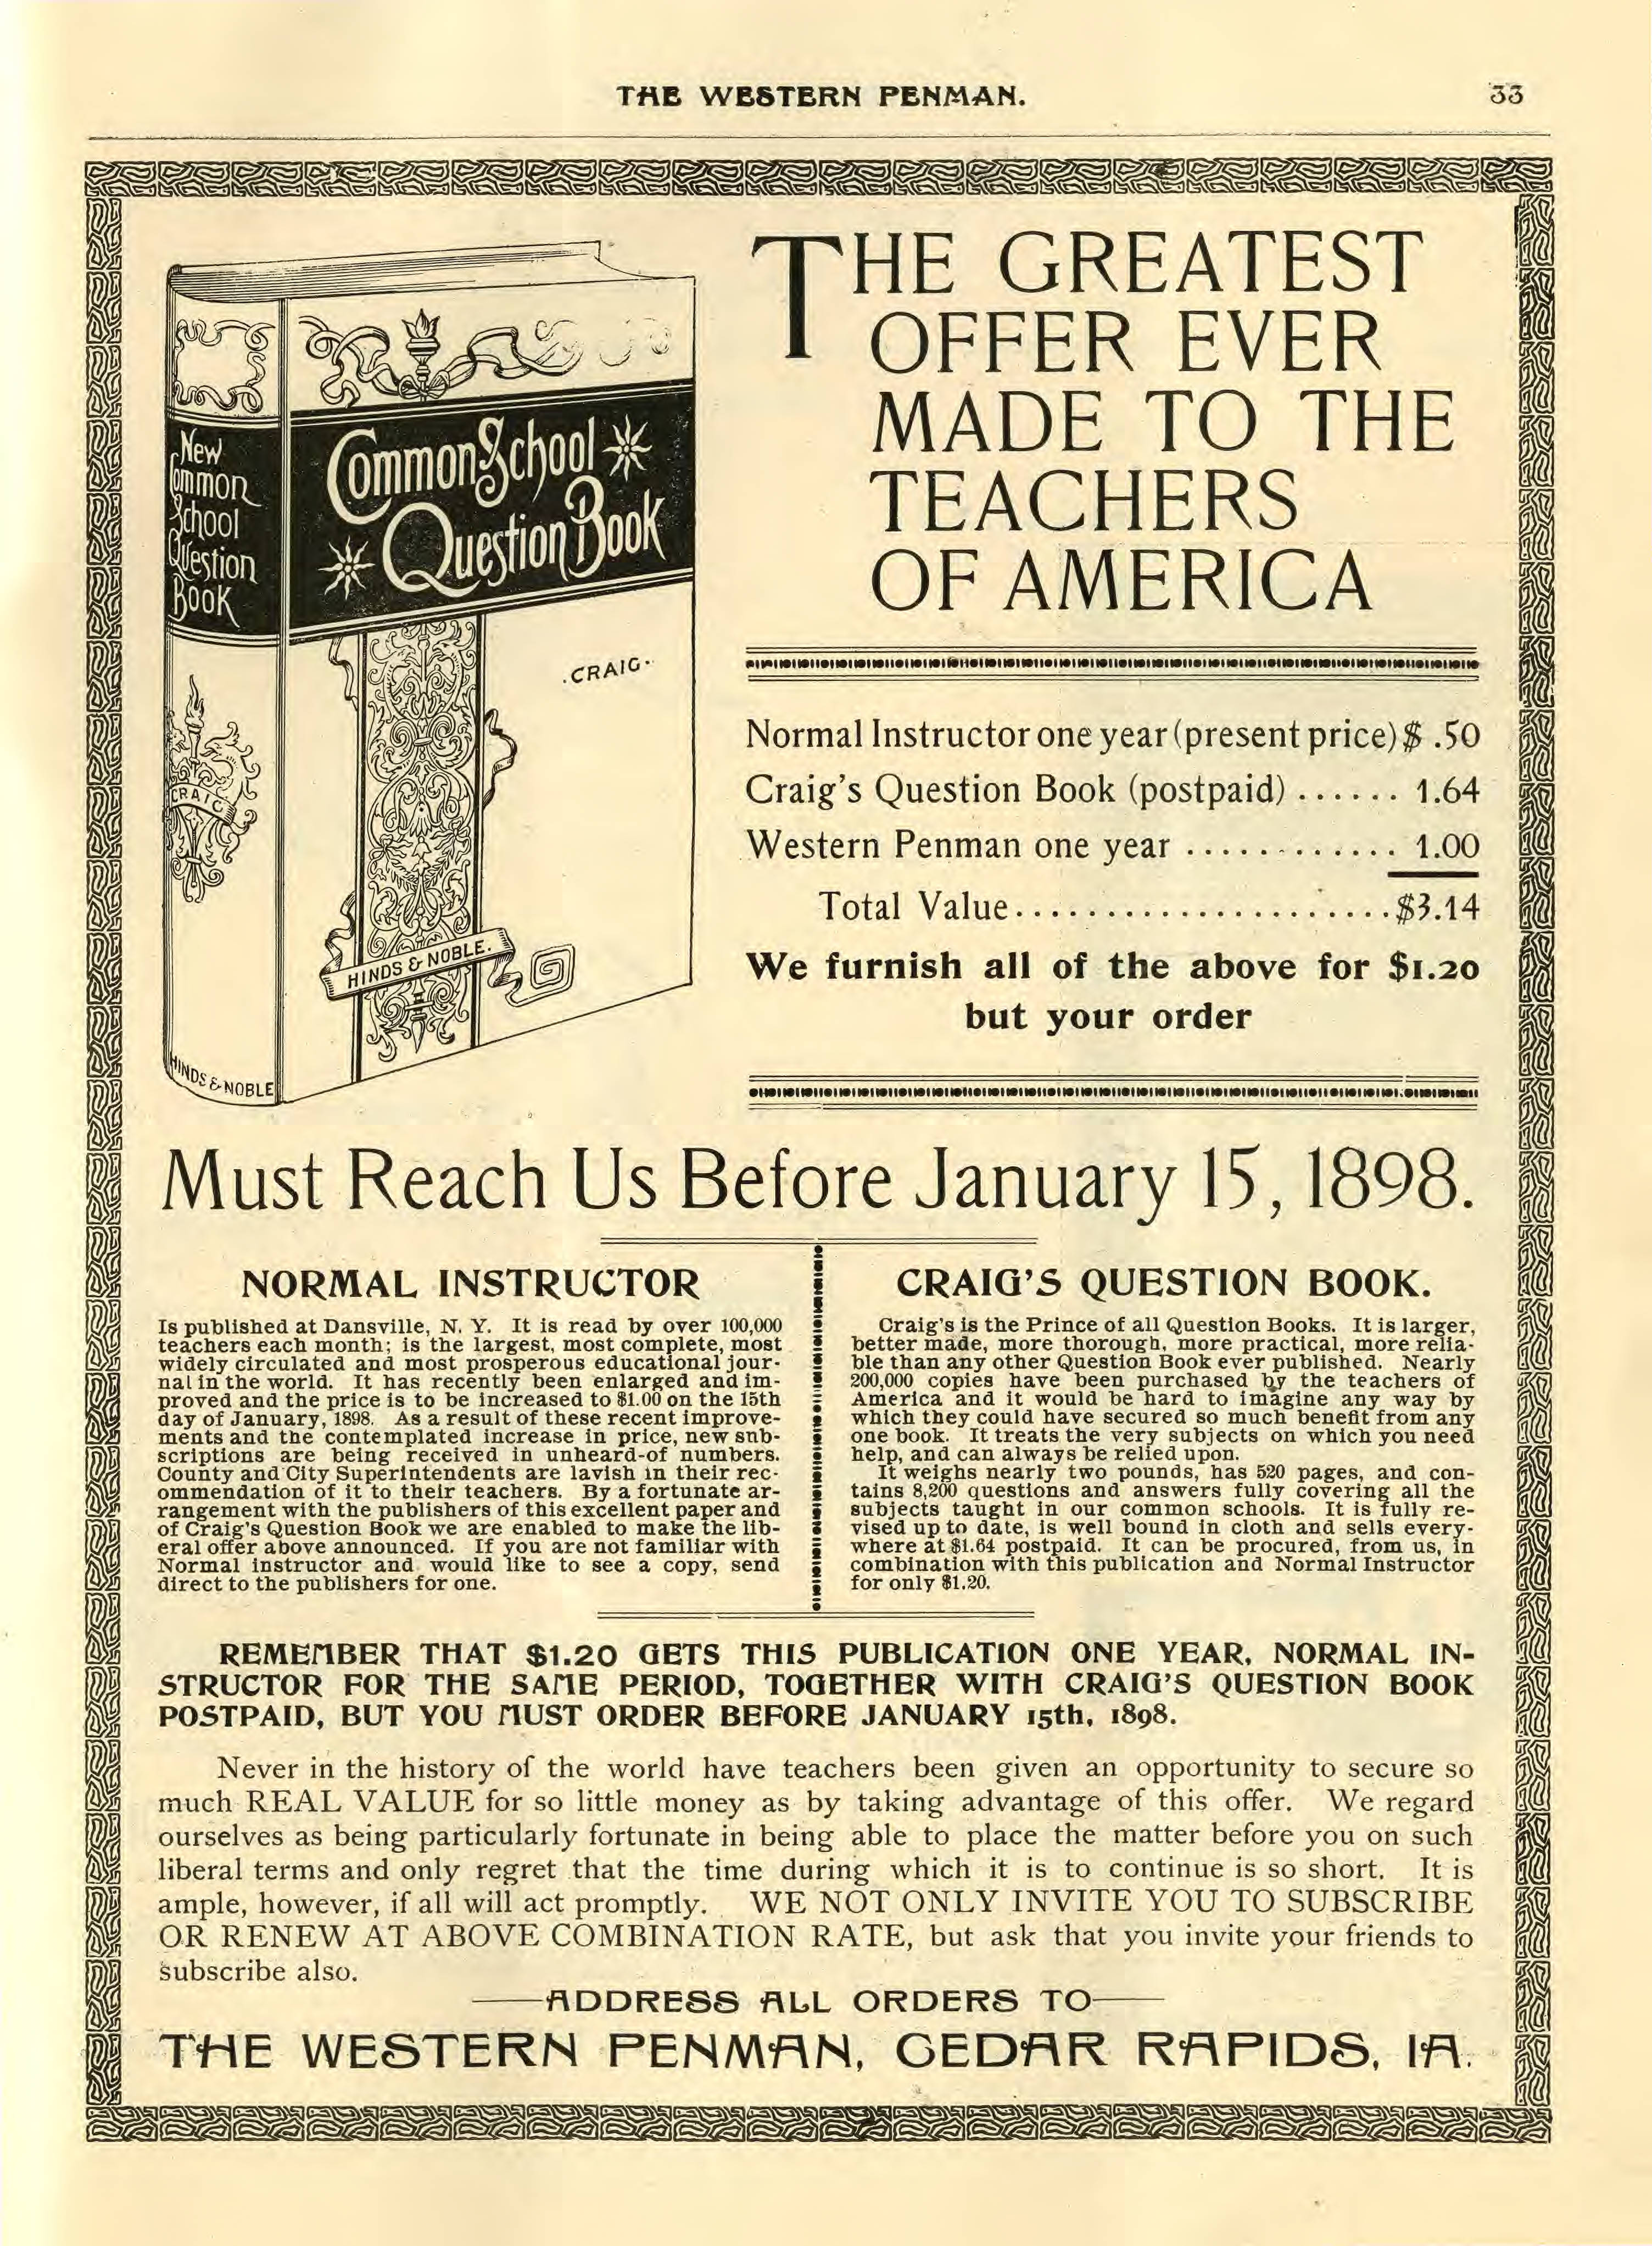 THE WESTERN PENMAN.
33
New
Common
School
Question
Book
CRAIG
HINDS & NOBLE
Common School
Question Book
.CRAIG.
HINDS & NOBLE.
THE GREATEST
OFFER EVER
MADE TO THE
TEACHERS
OF AMERICA
Normal Instructor one year (present price) $ .50
Craig's Question Book (postpaid) ...... 1.64
Western Penman one year ............ 1.00
Total Value.....................$3.14
We furnish all of the above for $1.20
but your order
Must Reach Us Before January 15, 1898.
NORMAL INSTRUCTOR
Is published at Dansville, N. Y. It is read by over 100,000
teachers each month; is the largest, most complete, most
widely circulated and most prosperous educational jour-
nal in the world. It has recently been enlarged and im-
proved and the price is to be increased to $1.00 on the 15th
day of January, 1898. As a result of these recent improve-
ments and the contemplated increase in price, new sub-
scriptions are being received in unheard-of numbers.
County and City Superintendents are lavish in their rec-
ommendation of it to their teachers. By a fortunate ar-
rangement with the publishers of this excellent paper and
of Craig's Question Book we are enabled to make the lib-
eral offer above announced. If you are not familiar with
Normal instructor and would like to see a copy, send
direct to the publishers for one.
CRAIG'S QUESTION BOOK.
Craig's is the Prince of all Question Books. It is larger,
better made, more thorough, more practical, more relia-
ble than any other Question Book ever published. Nearly
200,000 copies have been purchased by the teachers of
America and it would be hard to imagine any way by
which they could have secured so much benefit from any
one book. It treats the very subjects on which you need
help, and can always be relied upon.
It weighs nearly two pounds, has 520 pages, and con-
tains 8,200 questions and answers fully covering all the
subjects taught in our common schools. It is fully re-
vised up to date, is well bound in cloth and sells every-
where at $1.64 postpaid. It can be procured, from us, in
combination with this publication and Normal Instructor
for only $1.20.
REMEMBER THAT $1.20 GETS THIS PUBLICATION ONE YEAR, NORMAL IN-
STRUCTOR FOR THE SAME PERIOD, TOGETHER WITH CRAIG'S QUESTION BOOK
POSTPAID, BUT YOU MUST ORDER BEFORE JANUARY 15th, 1898.
Never in the history of the world have teachers been given an opportunity to secure so
much REAL VALUE for so little money as by taking advantage of this offer. We regard
ourselves as being particularly fortunate in being able to place the matter before you on such
liberal terms and only regret that the time during which it is to continue is so short. It is
ample, however, if all will act promptly. WE NOT ONLY INVITE YOU TO SUBSCRIBE
OR RENEW AT ABOVE COMBINATION RATE, but ask that you invite your friends to
subscribe also.
——ADDRESS ALL ORDERS TO——
THE WESTERN PENMAN, CEDAR RAPIDS, IA.